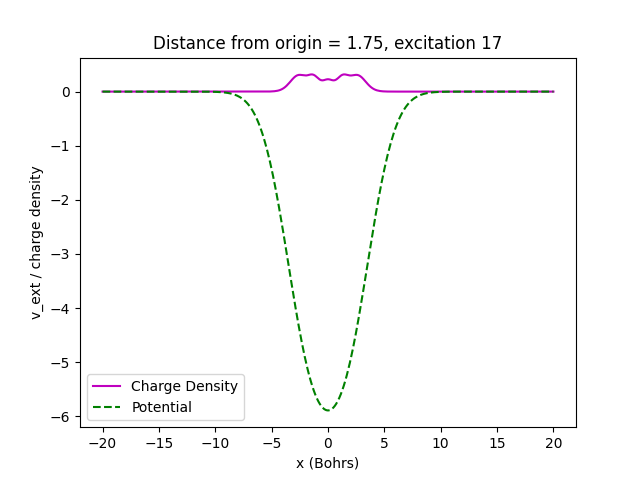 Distance from origin = 1.75, excitation 17
v_ext / charge density
0
−1
−2
−3
−4
−5
−6
Charge Density
Potential
−20 −15 −10 −5 0 5 10 15 20
x (Bohrs)